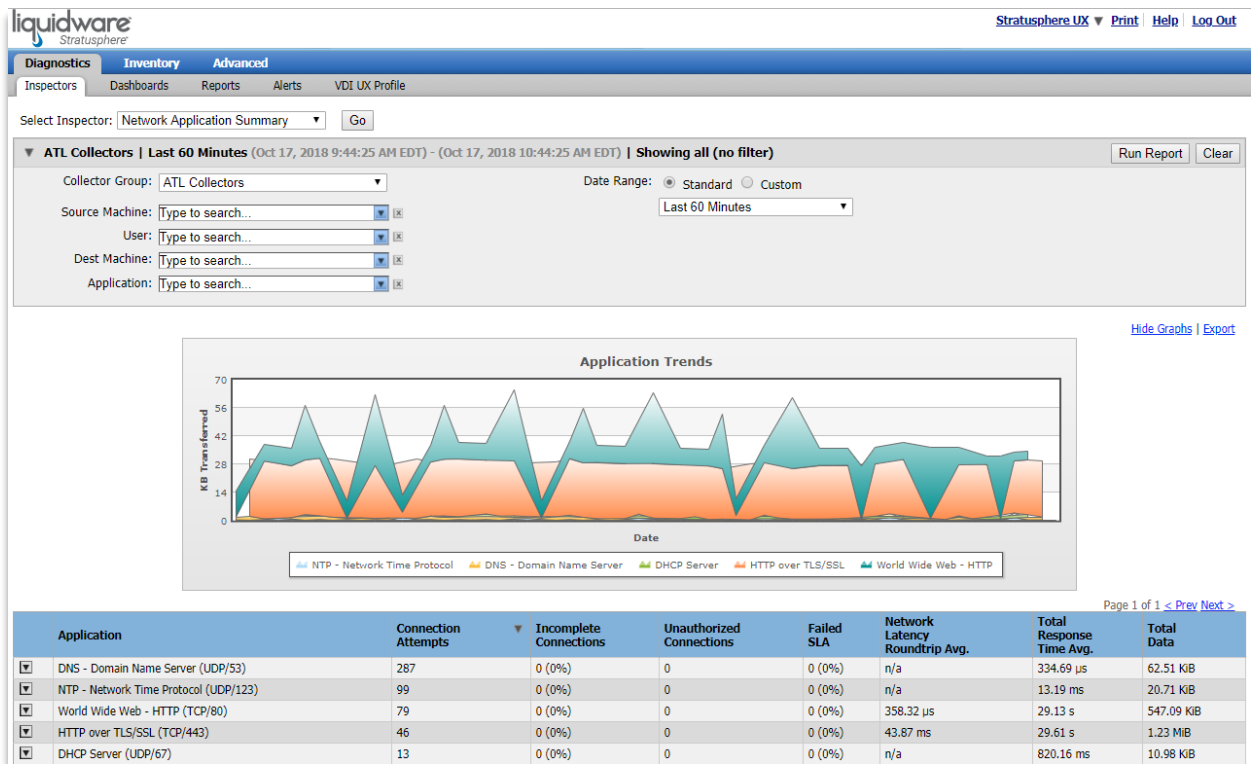 liquidware
Stratusphere
Stratusphere UX ▼ Print | Help | Log Out
Diagnostics Inventory Advanced
Inspectors Dashboards Reports Alerts VDI UX Profile
Select Inspector: Network Application Summary Go
ATL Collectors | Last 60 Minutes (Oct 17, 2018 9:44:25 AM EDT) - (Oct 17, 2018 10:44:25 AM EDT) | Showing all (no filter) Run Report Clear
Collector Group: ATL Collectors Date Range: Standard Custom
Source Machine: Type to search... Last 60 Minutes
User: Type to search...
Dest Machine: Type to search...
Application: Type to search...
Hide Graphs | Export
Application Trends
70
56
42
28
14
0
KB Transferred
Date
NTP - Network Time Protocol DNS - Domain Name Server DHCP Server HTTP over TLS/SSL World Wide Web - HTTP
Page 1 of 1 < Prev Next >
Application Connection Attempts Incomplete Connections Unauthorized Connections Failed SLA Network Latency Roundtrip Avg. Total Response Time Avg. Total Data
DNS - Domain Name Server (UDP/53) 287 0 (0%) 0 0 (0%) n/a 334.69 µs 62.51 KiB
NTP - Network Time Protocol (UDP/123) 99 0 (0%) 0 0 (0%) n/a 13.19 ms 20.71 KiB
World Wide Web - HTTP (TCP/80) 79 0 (0%) 0 0 (0%) 358.32 µs 29.13 s 547.09 KiB
HTTP over TLS/SSL (TCP/443) 46 0 (0%) 0 0 (0%) 43.87 ms 29.61 s 1.23 MiB
DHCP Server (UDP/67) 13 0 (0%) 0 0 (0%) n/a 820.16 ms 10.98 KiB